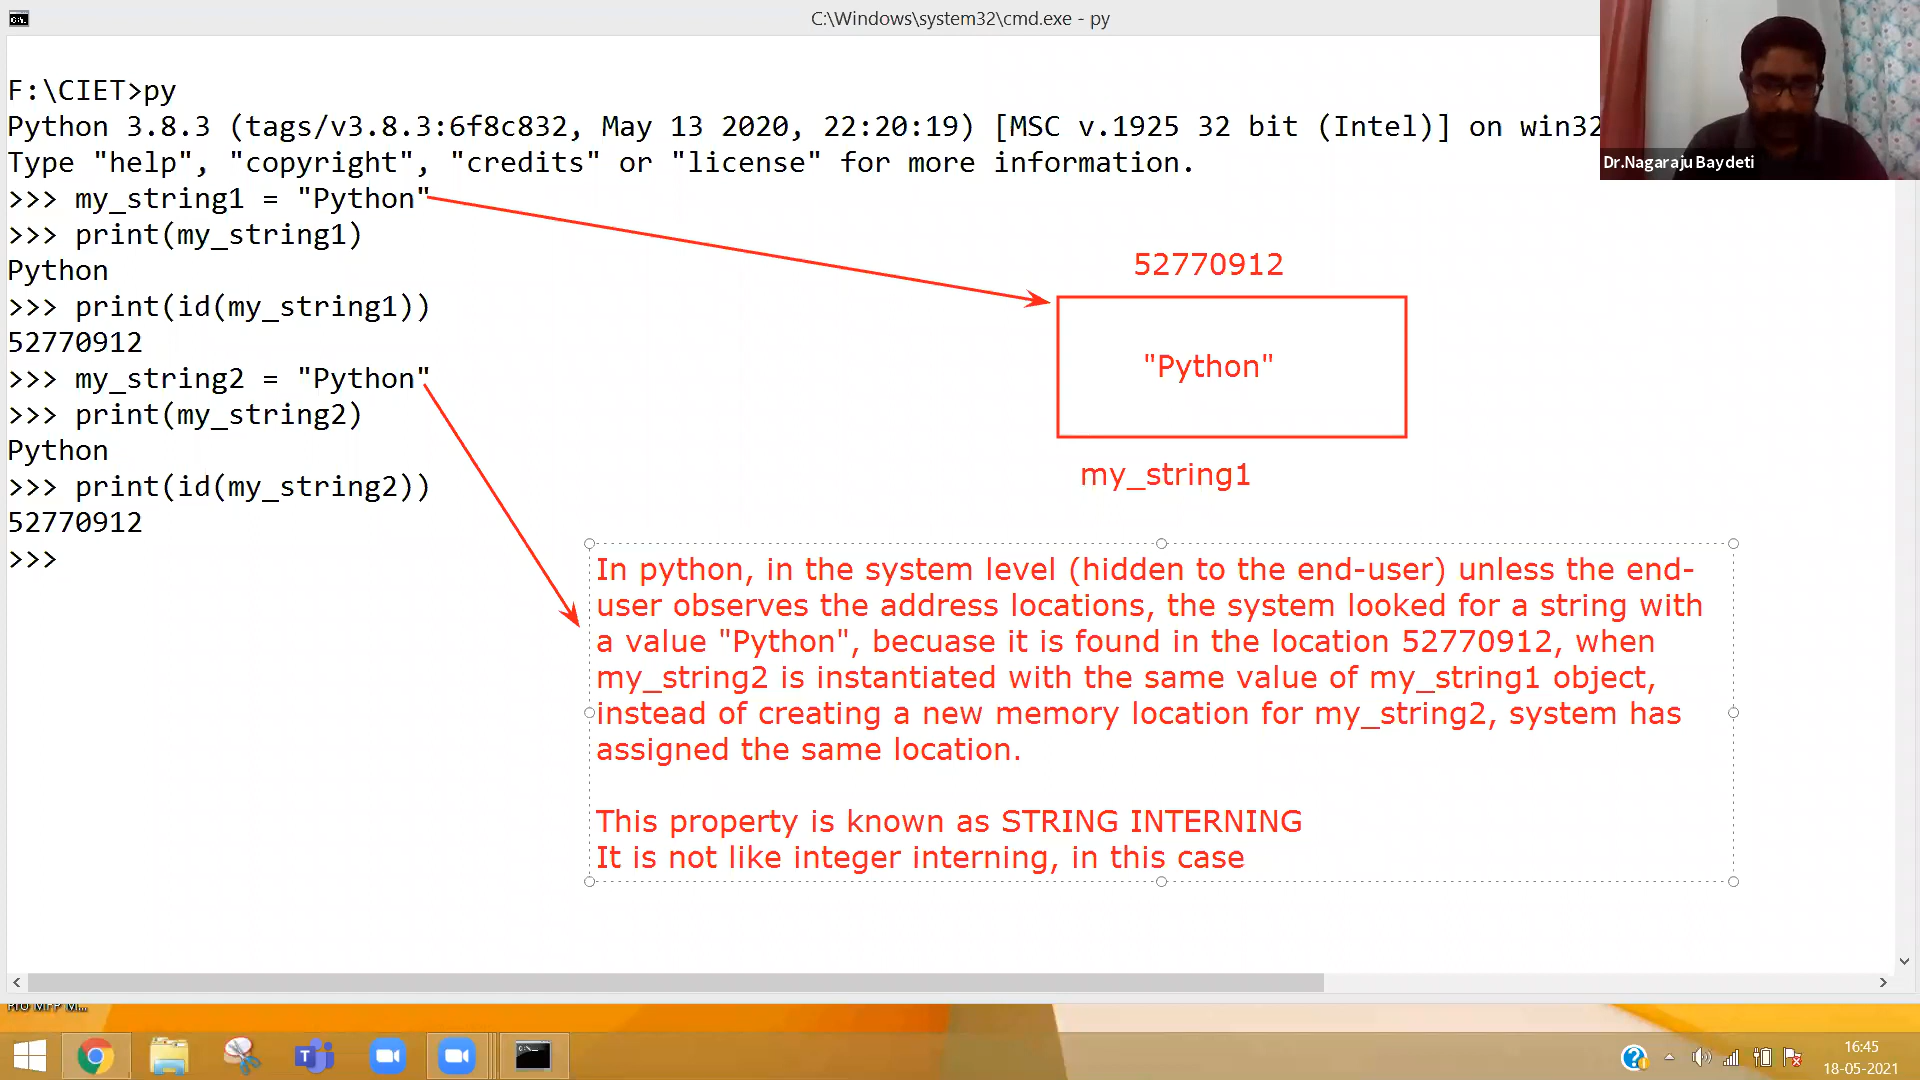 C:\Windows\system32\cmd.exe - py
F:\CIET>py
Python 3.8.3 (tags/v3.8.3:6f8c832, May 13 2020, 22:20:19) [MSC v.1925 32 bit (Intel)] on win32
Type "help", "copyright", "credits" or "license" for more information.
>>> my_string1 = "Python"
>>> print(my_string1)
Python
>>> print(id(my_string1))
52770912
>>> my_string2 = "Python"
>>> print(my_string2)
Python
>>> print(id(my_string2))
52770912
>>>
Dr.Nagaraju Baydeti
52770912
"Python"
my_string1
In python, in the system level (hidden to the end-user) unless the end-
user observes the address locations, the system looked for a string with
a value "Python", becuase it is found in the location 52770912, when
my_string2 is instantiated with the same value of my_string1 object,
instead of creating a new memory location for my_string2, system has
assigned the same location.
This property is known as STRING INTERNING
It is not like integer interning, in this case
16:45
18-05-2021